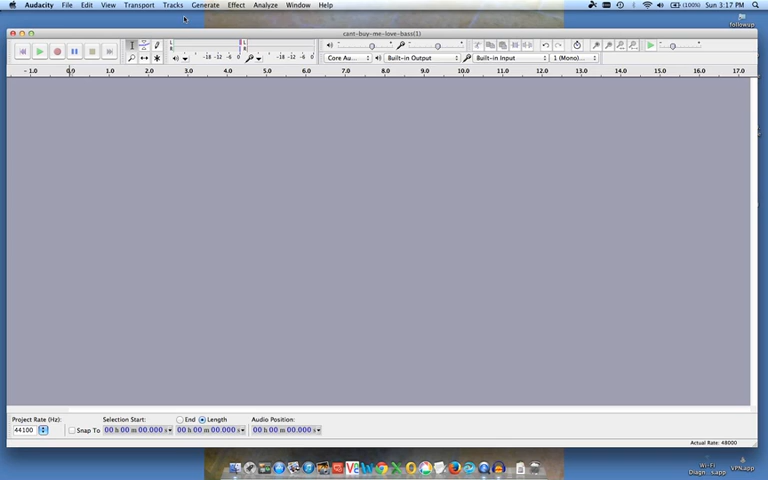 Audacity File Edit View Transport Tracks Generate Effect Analyze Window Help (100%) Sun 3:17 PM
followup
cant-buy-me-love-bass(1)
L R -18 -12 -6 0 L R -18 -12 -6 0
Core Au... Built-in Output Built-in Input 1 (Mono)...
- 1.0 0.0 1.0 2.0 3.0 4.0 5.0 6.0 7.0 8.0 9.0 10.0 11.0 12.0 13.0 14.0 15.0 16.0 17.0
Project Rate (Hz): Selection Start: End Length Audio Position:
44100 Snap To 00 h 00 m 00.000 s 00 h 00 m 00.000 s 00 h 00 m 00.000 s
Actual Rate: 48000
Wi-Fi VPN.app